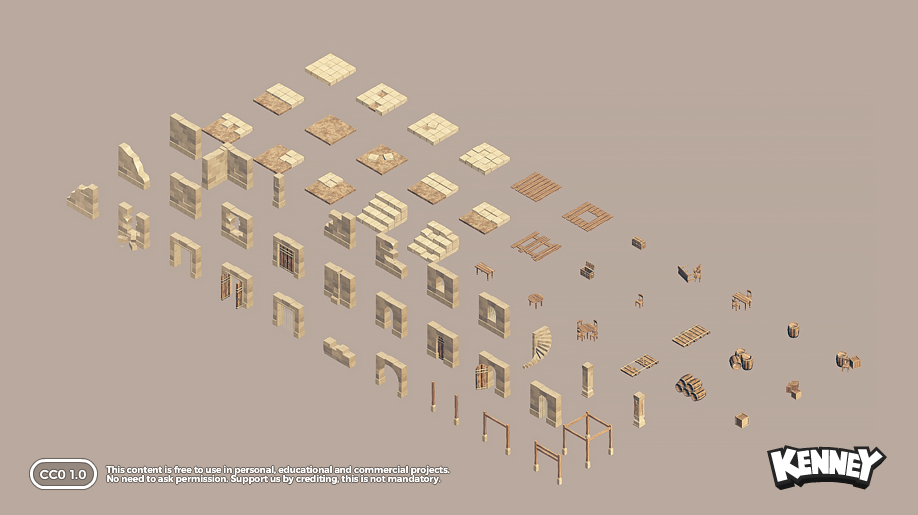 CC0 1.0
This content is free to use in personal, educational and commercial projects.
No need to ask permission. Support us by crediting, this is not mandatory.
KENNEY